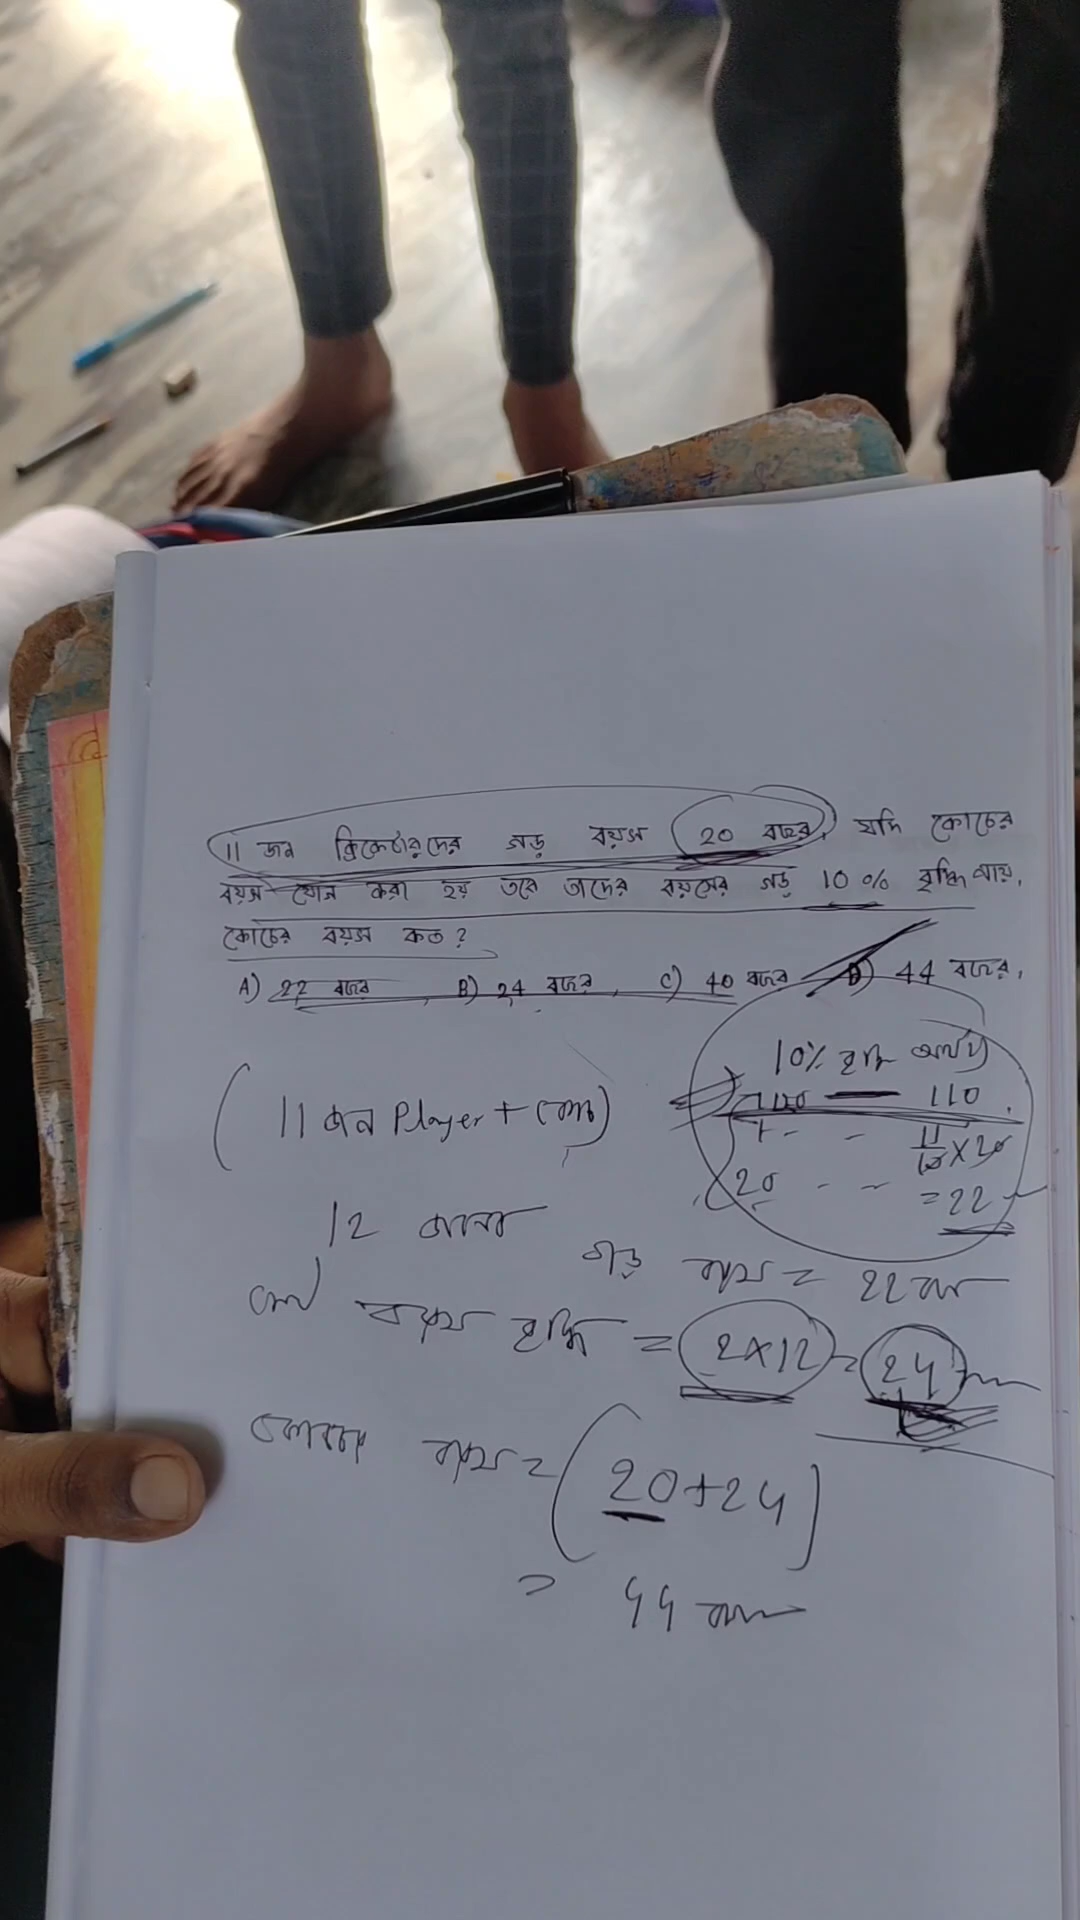 11 জন ক্রিকেটারদের গড় বয়স 20 বছর, যদি কোচের
বয়স যোগ করা হয় তবে তাদের বয়সের গড় 10% বৃদ্ধি পায়,
কোচের বয়স কত?
A) 22 বছর, B) 24 বছর, C) 40 বছর D) 44 বছর,
10% বৃদ্ধি অর্থাৎ
100 — 110
(11 জন Player + কোচ)
1 - - 11/10 × 20
20 - - = 22
12 জনের
গড় বয়স = 22 বছর
বয়স বৃদ্ধি = 2×12 = 24 বছর
কোচের বয়স = (20+24)
= 44 বছর